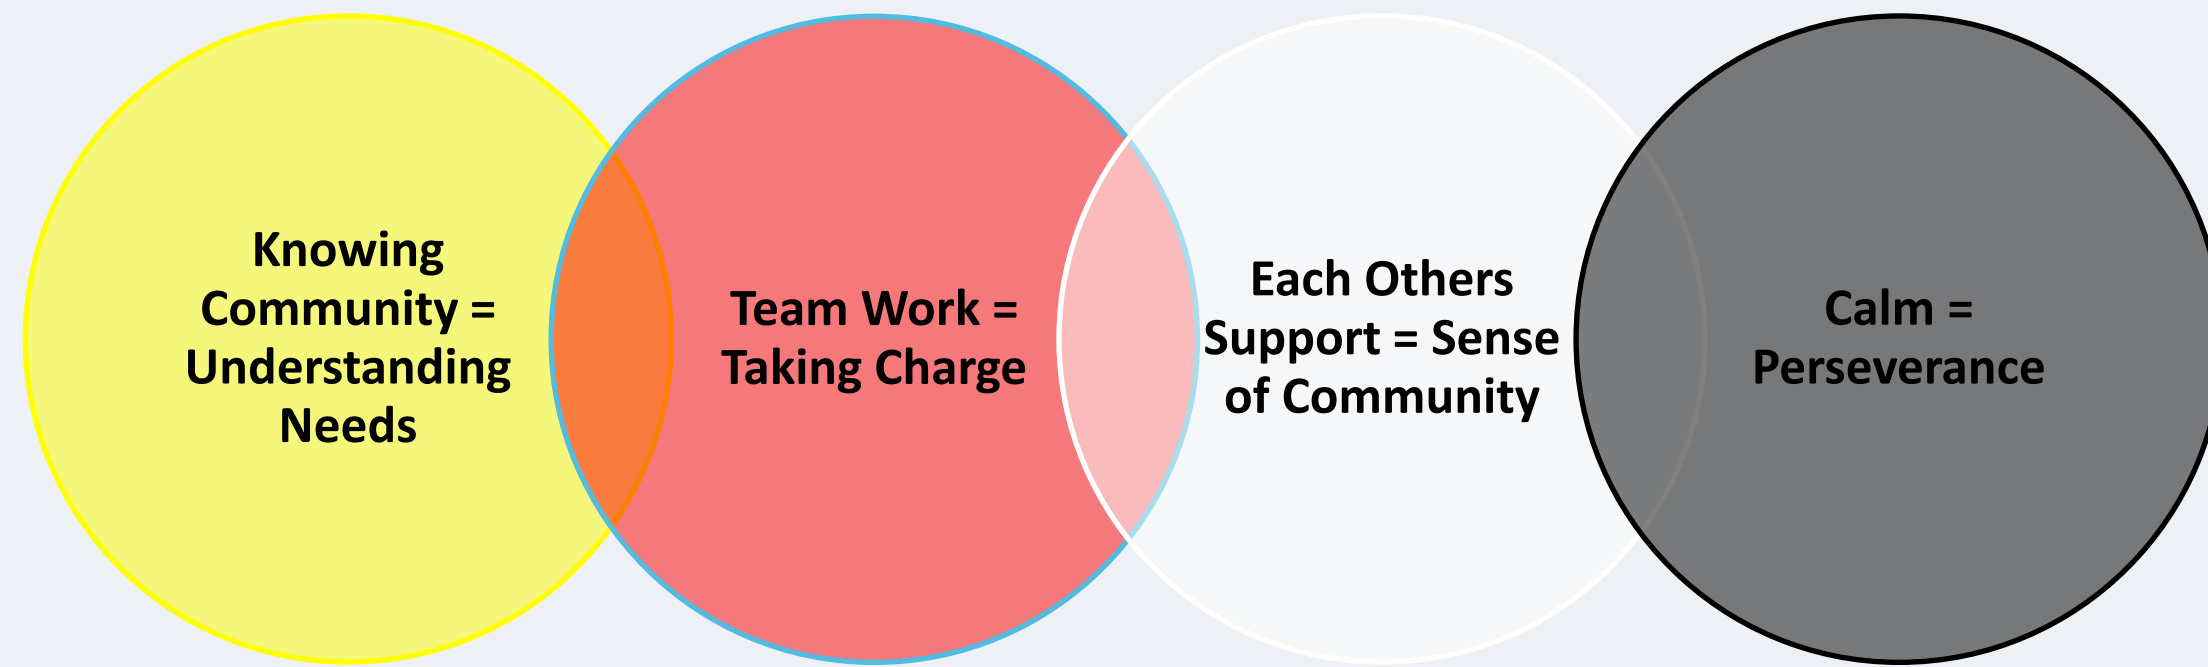 Knowing
Community =
Understanding
Needs
Team Work =
Taking Charge
Each Others
Support = Sense
of Community
Calm =
Perseverance